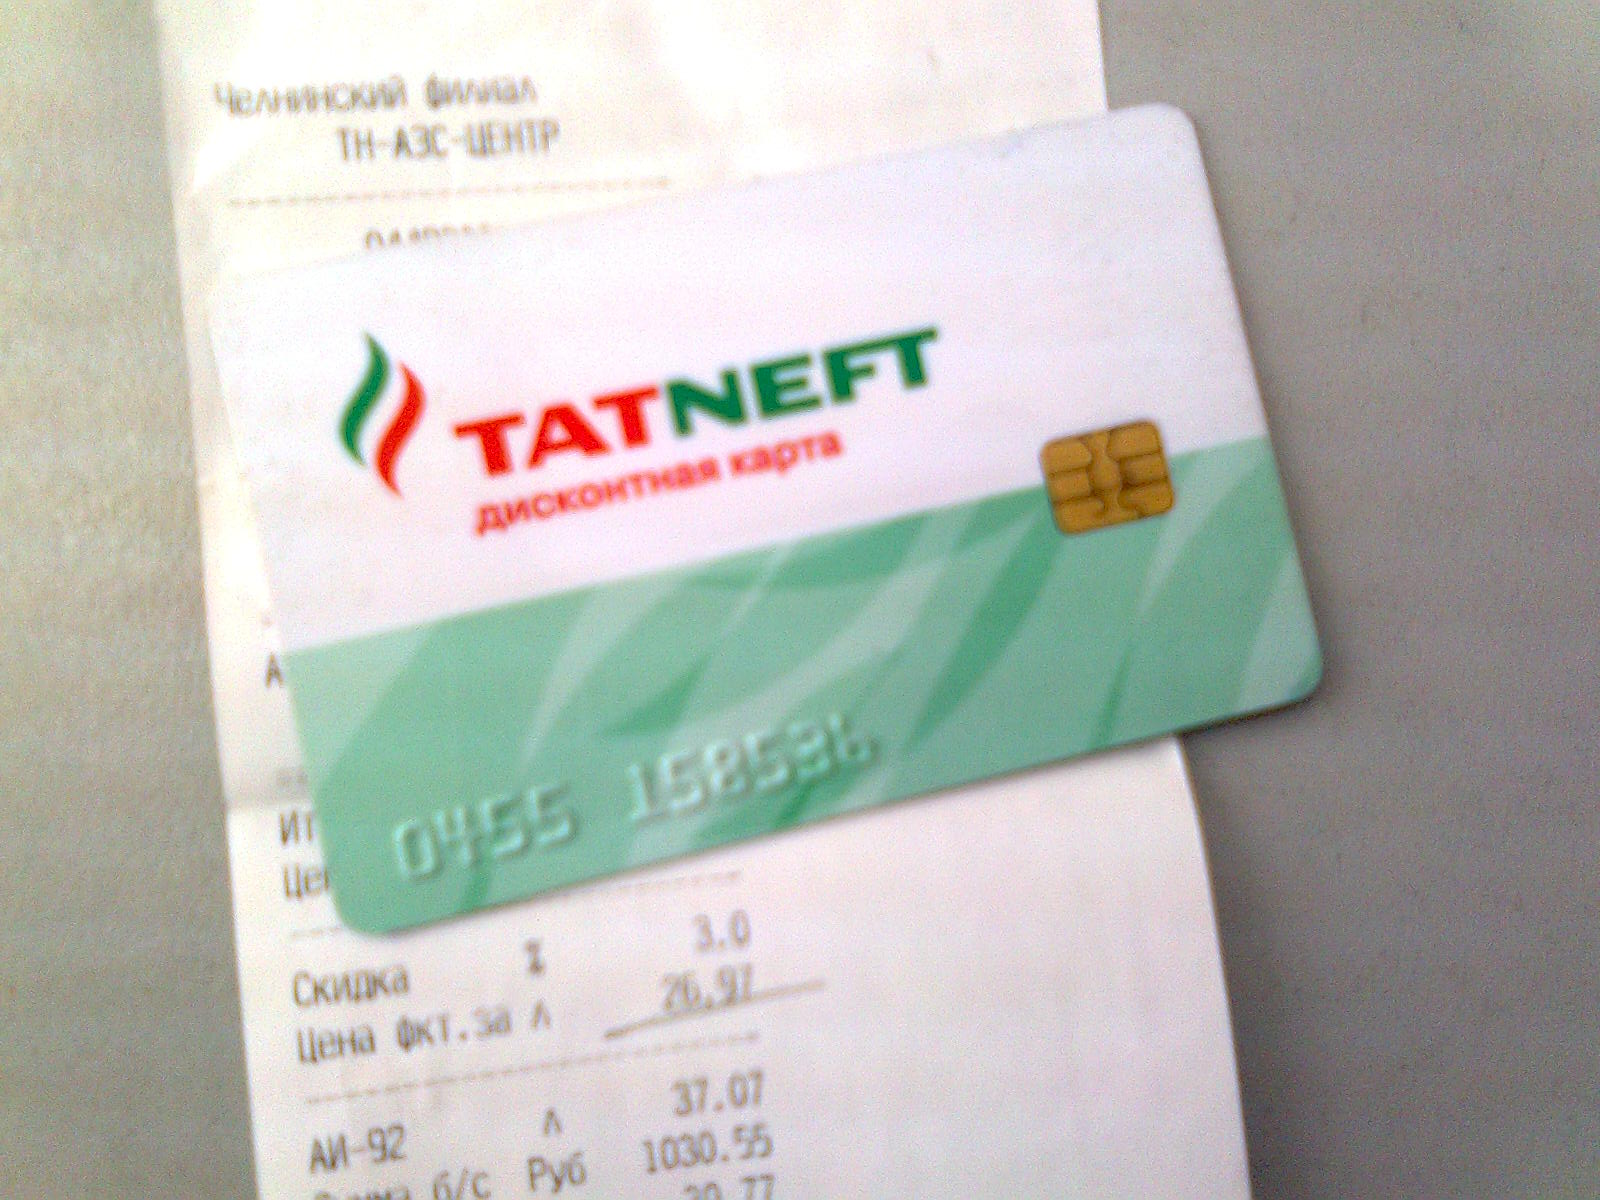 Челнинский филиал
ТН-АЗС-ЦЕНТР
TATNEFT
дисконтная карта
0455 158536
Скидка % 3.0
Цена фкт.за л 26.97
АИ-92 л 37.07
б/с Руб 1030.55